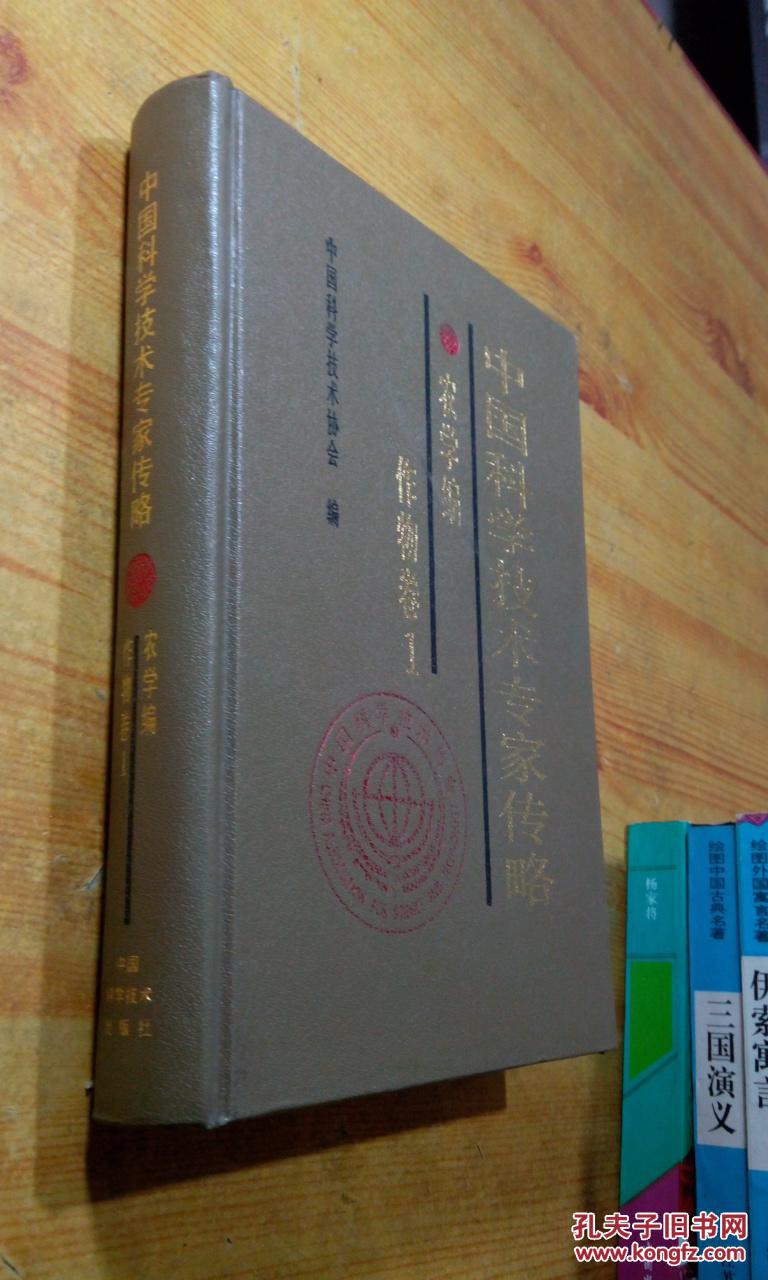 中国科学技术专家传略
农学编
作物卷1
中国科学技术协会 编
中国科学技术专家传略
农学编
作物卷1
中国
科学技术
出版社
杨家将
绘图中国古典名著
三国演义
绘图外国寓言名著
伊索寓言
孔夫子旧书网
www.kongfz.com